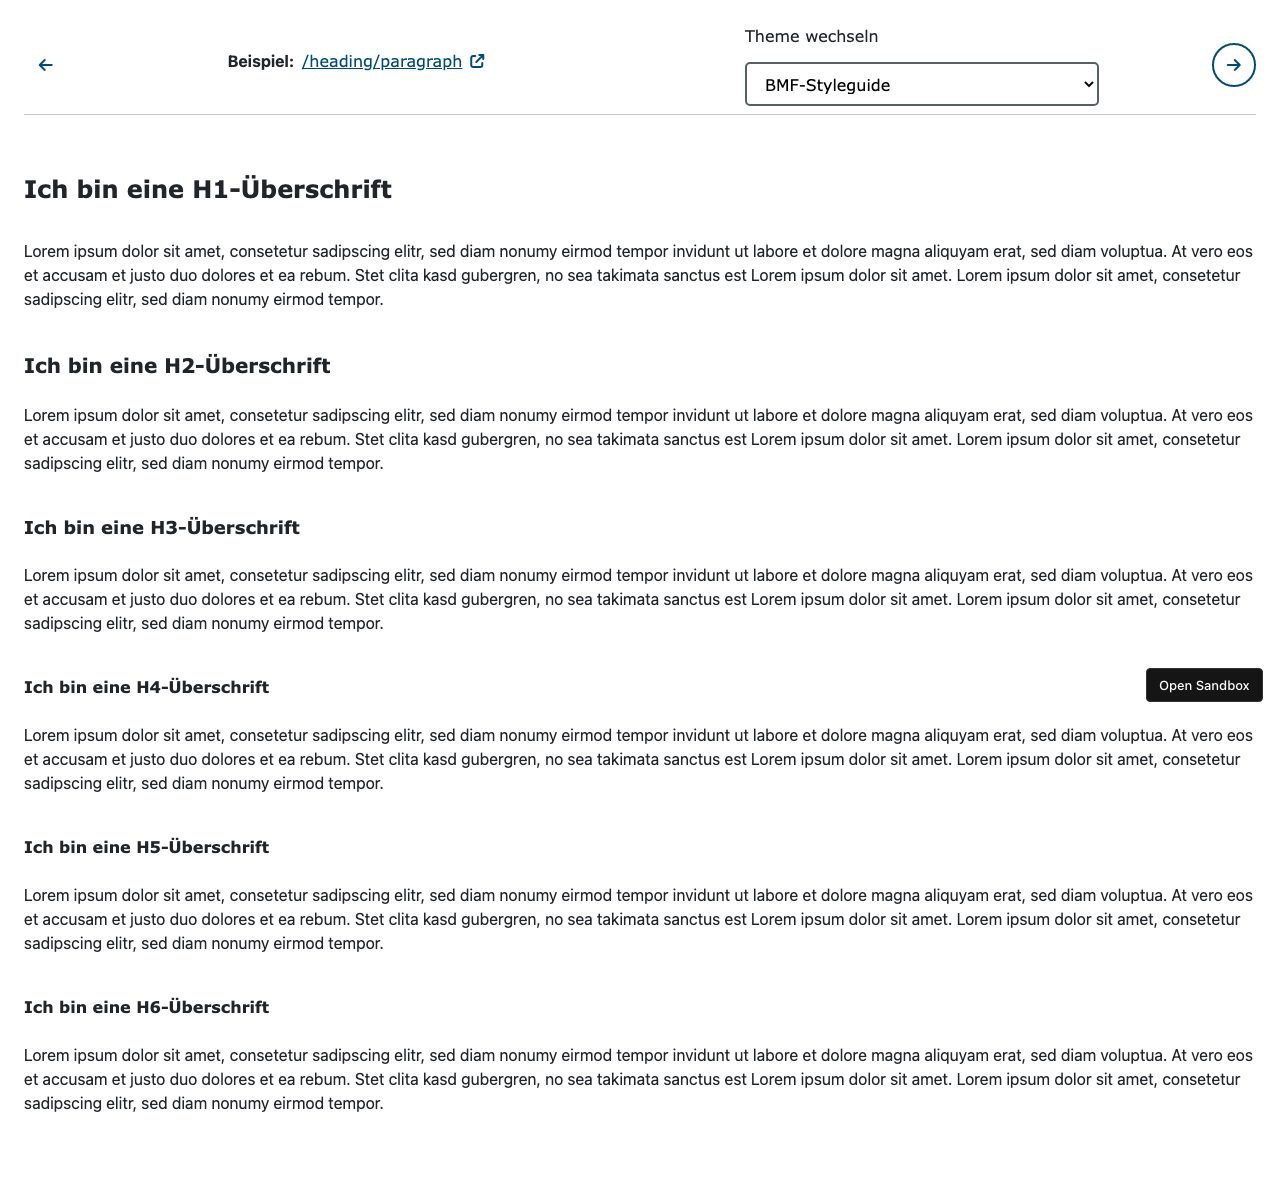 Beispiel: /heading/paragraph
Theme wechseln
BMF-Styleguide
Ich bin eine H1-Überschrift
Lorem ipsum dolor sit amet, consetetur sadipscing elitr, sed diam nonumy eirmod tempor invidunt ut labore et dolore magna aliquyam erat, sed diam voluptua. At vero eos
et accusam et justo duo dolores et ea rebum. Stet clita kasd gubergren, no sea takimata sanctus est Lorem ipsum dolor sit amet. Lorem ipsum dolor sit amet, consetetur
sadipscing elitr, sed diam nonumy eirmod tempor.
Ich bin eine H2-Überschrift
Lorem ipsum dolor sit amet, consetetur sadipscing elitr, sed diam nonumy eirmod tempor invidunt ut labore et dolore magna aliquyam erat, sed diam voluptua. At vero eos
et accusam et justo duo dolores et ea rebum. Stet clita kasd gubergren, no sea takimata sanctus est Lorem ipsum dolor sit amet. Lorem ipsum dolor sit amet, consetetur
sadipscing elitr, sed diam nonumy eirmod tempor.
Ich bin eine H3-Überschrift
Lorem ipsum dolor sit amet, consetetur sadipscing elitr, sed diam nonumy eirmod tempor invidunt ut labore et dolore magna aliquyam erat, sed diam voluptua. At vero eos
et accusam et justo duo dolores et ea rebum. Stet clita kasd gubergren, no sea takimata sanctus est Lorem ipsum dolor sit amet. Lorem ipsum dolor sit amet, consetetur
sadipscing elitr, sed diam nonumy eirmod tempor.
Ich bin eine H4-Überschrift
Open Sandbox
Lorem ipsum dolor sit amet, consetetur sadipscing elitr, sed diam nonumy eirmod tempor invidunt ut labore et dolore magna aliquyam erat, sed diam voluptua. At vero eos
et accusam et justo duo dolores et ea rebum. Stet clita kasd gubergren, no sea takimata sanctus est Lorem ipsum dolor sit amet. Lorem ipsum dolor sit amet, consetetur
sadipscing elitr, sed diam nonumy eirmod tempor.
Ich bin eine H5-Überschrift
Lorem ipsum dolor sit amet, consetetur sadipscing elitr, sed diam nonumy eirmod tempor invidunt ut labore et dolore magna aliquyam erat, sed diam voluptua. At vero eos
et accusam et justo duo dolores et ea rebum. Stet clita kasd gubergren, no sea takimata sanctus est Lorem ipsum dolor sit amet. Lorem ipsum dolor sit amet, consetetur
sadipscing elitr, sed diam nonumy eirmod tempor.
Ich bin eine H6-Überschrift
Lorem ipsum dolor sit amet, consetetur sadipscing elitr, sed diam nonumy eirmod tempor invidunt ut labore et dolore magna aliquyam erat, sed diam voluptua. At vero eos
et accusam et justo duo dolores et ea rebum. Stet clita kasd gubergren, no sea takimata sanctus est Lorem ipsum dolor sit amet. Lorem ipsum dolor sit amet, consetetur
sadipscing elitr, sed diam nonumy eirmod tempor.